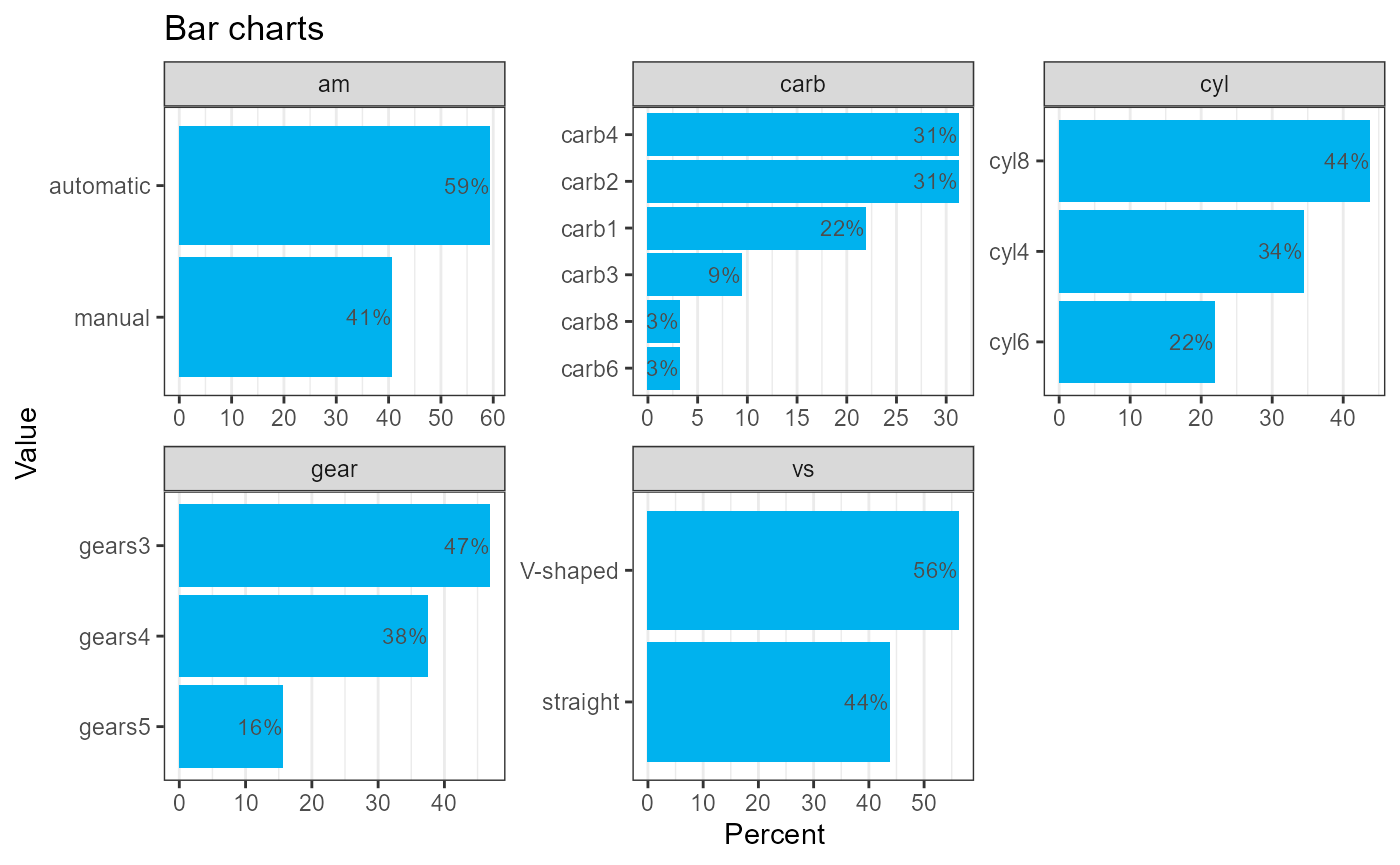 Bar charts
am
carb
cyl
automatic
59%
manual
41%
0 10 20 30 40 50 60
carb4
31%
carb2
31%
carb1
22%
carb3
9%
carb8
3%
carb6
3%
0 5 10 15 20 25 30
cyl8
44%
cyl4
34%
cyl6
22%
0 10 20 30 40
Value
gear
vs
gears3
47%
gears4
38%
gears5
16%
0 10 20 30 40
V-shaped
56%
straight
44%
0 10 20 30 40 50
Percent